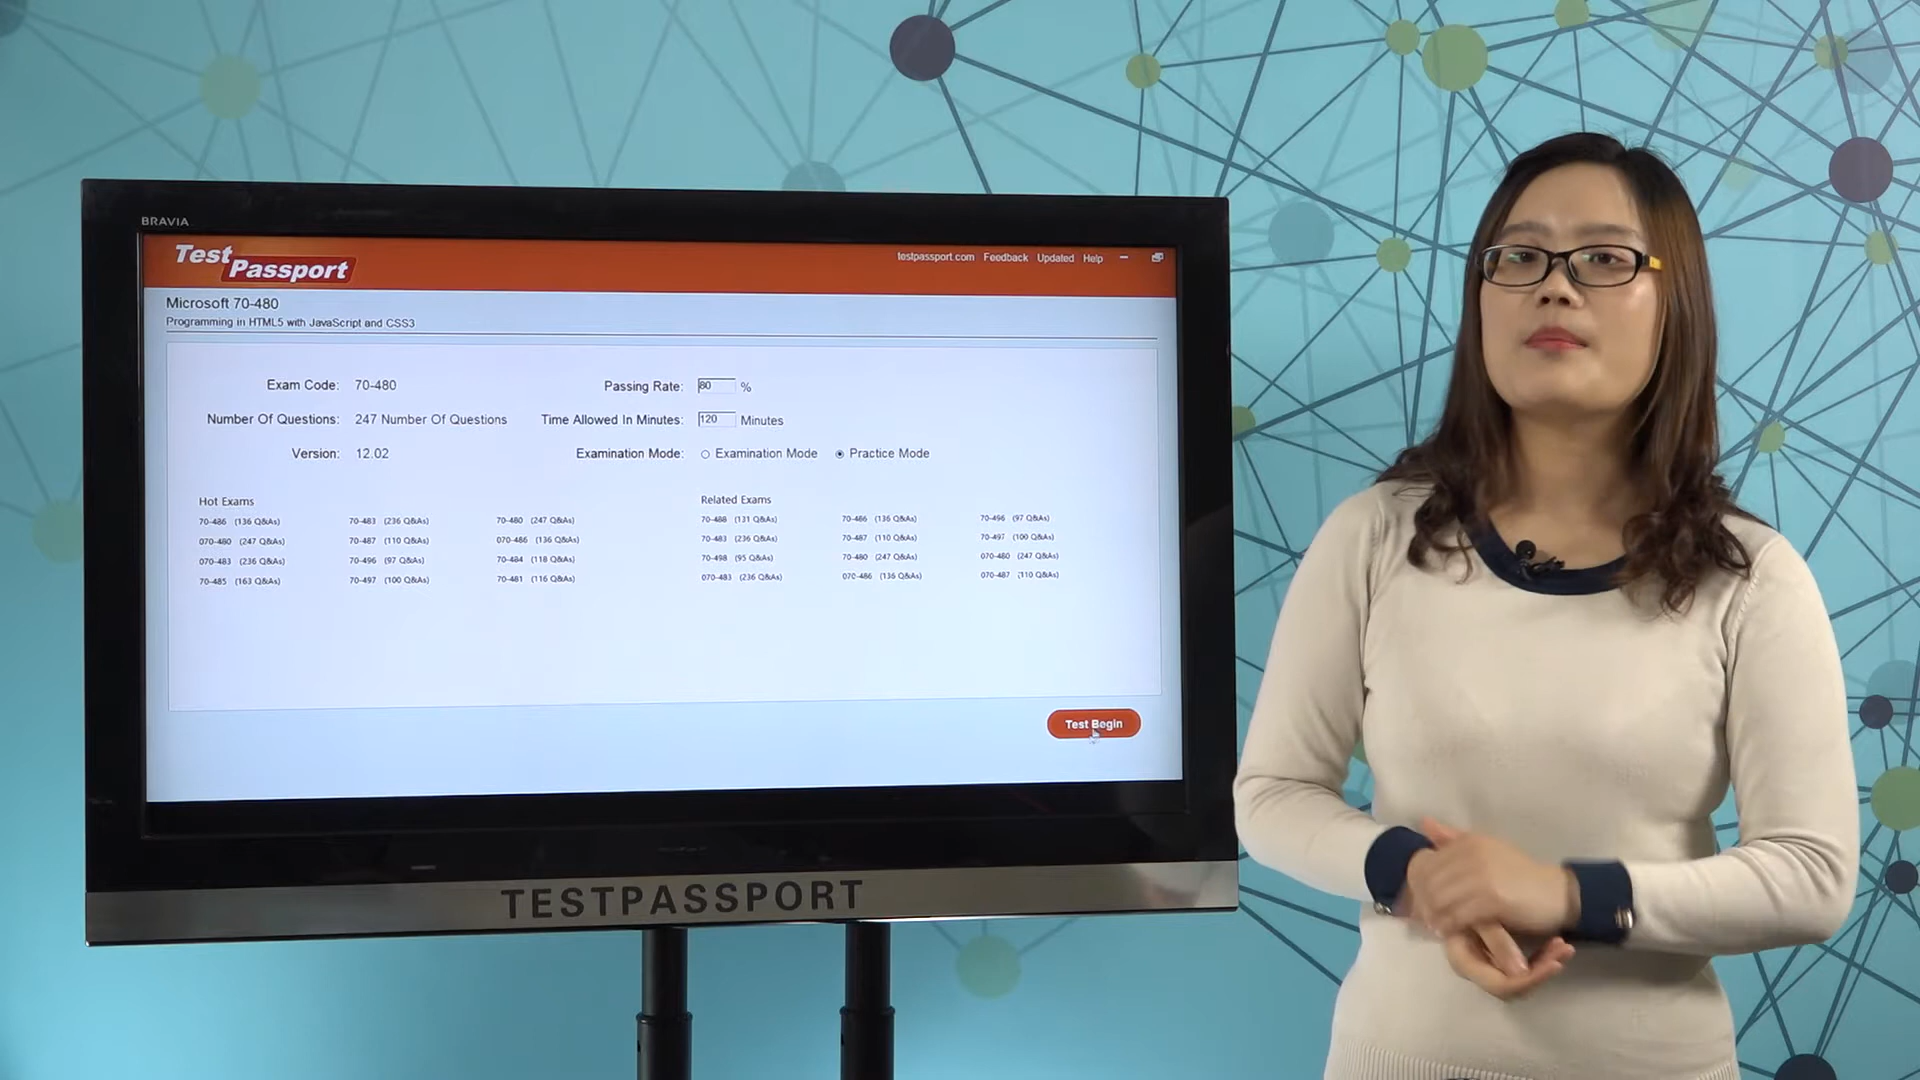 BRAVIA
Test Passport
testpassport.com Feedback Updated Help
Microsoft 70-480
Programming in HTML5 with JavaScript and CSS3
Exam Code: 70-480 Passing Rate: 80 %
Number Of Questions: 247 Number Of Questions Time Allowed In Minutes: 120 Minutes
Version: 12.02 Examination Mode: Examination Mode Practice Mode
Hot Exams Related Exams
70-486 (136 Q&As) 70-483 (236 Q&As) 70-480 (247 Q&As) 70-488 (131 Q&As) 70-486 (136 Q&As) 70-496 (97 Q&As)
070-480 (247 Q&As) 70-487 (110 Q&As) 070-486 (136 Q&As) 70-483 (236 Q&As) 70-487 (110 Q&As) 70-497 (100 Q&As)
070-483 (236 Q&As) 70-496 (97 Q&As) 70-484 (118 Q&As) 70-498 (95 Q&As) 70-480 (247 Q&As) 070-480 (247 Q&As)
70-485 (163 Q&As) 70-497 (100 Q&As) 70-481 (116 Q&As) 070-483 (236 Q&As) 070-486 (136 Q&As) 070-487 (110 Q&As)
Test Begin
TESTPASSPORT